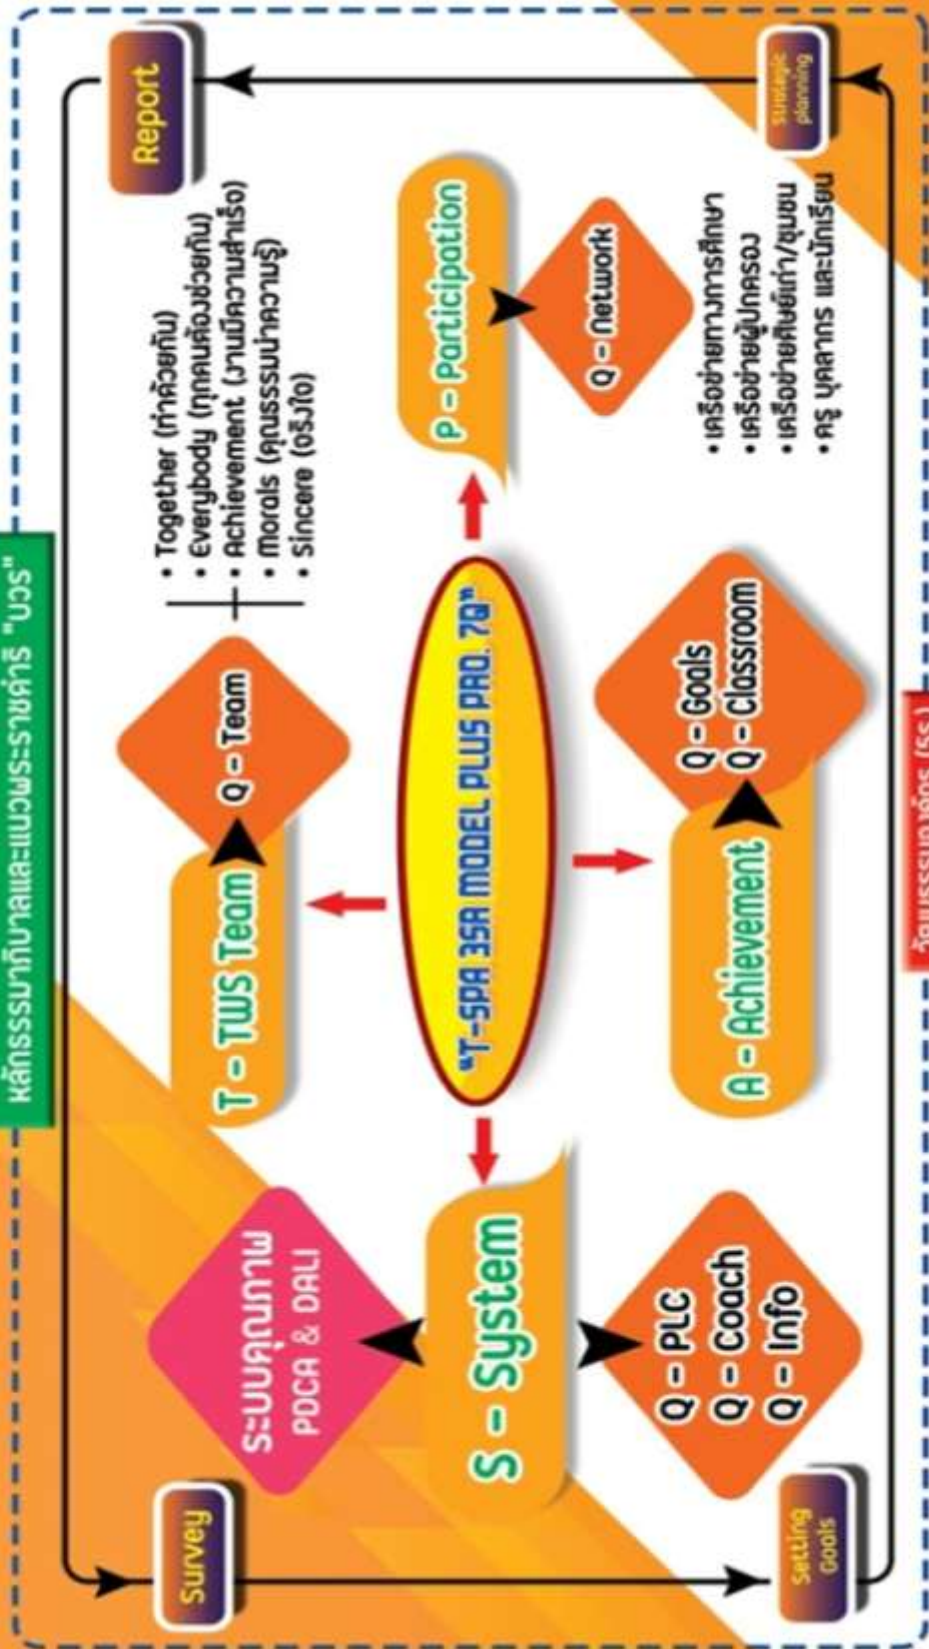 หลักธรรมาภิบาลและแนวพระราชดำริ "บวร"
Survey
Report
ระบบคุณภาพ
PDCA & DALI
T - TWS Team
Q - Team
• Together (ทำด้วยกัน)
• Everybody (ทุกคนต้องช่วยกัน)
• Achievement (งานมีความสำเร็จ)
• Morals (คุณธรรมนำความรู้)
• Sincere (จริงใจ)
S - System
"T-SPA 3SR MODEL PLUS PRO. 7Q"
P - Participation
Q - PLC
Q - Coach
Q - Info
A - Achievement
Q - Goals
Q - Classroom
Q - Network
• เครือข่ายทางการศึกษา
• เครือข่ายผู้ปกครอง
• เครือข่ายศิษย์เก่า/ชุมชน
• ครู บุคลากร และนักเรียน
Setting
Goals
Strategic
planning